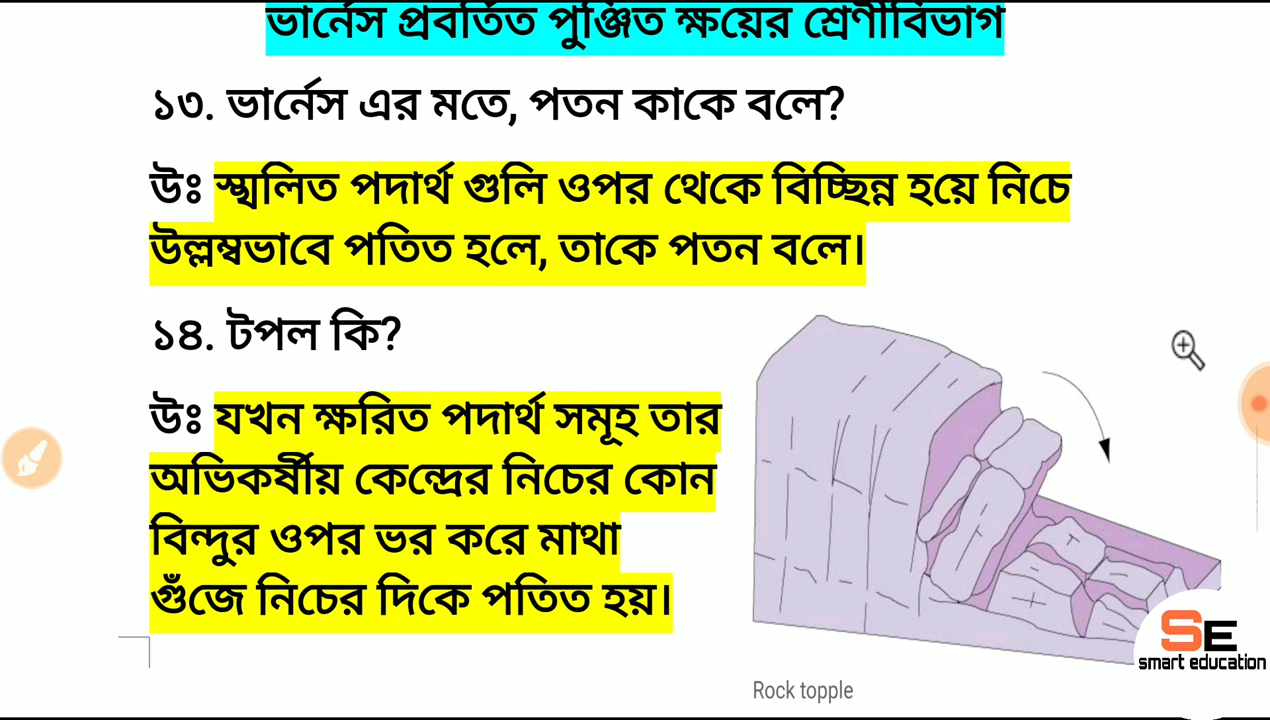 ভার্নেস প্রবর্তিত পুঞ্জিত ক্ষয়ের শ্রেণীবিভাগ
১৩. ভার্নেস এর মতে, পতন কাকে বলে?
উঃ স্খলিত পদার্থ গুলি ওপর থেকে বিচ্ছিন্ন হয়ে নিচে
উল্লম্বভাবে পতিত হলে, তাকে পতন বলে।
১৪. টপল কি?
উঃ যখন ক্ষরিত পদার্থ সমূহ তার
অভিকর্ষীয় কেন্দ্রের নিচের কোন
বিন্দুর ওপর ভর করে মাথা
গুঁজে নিচের দিকে পতিত হয়।
Rock topple
SE
smart education